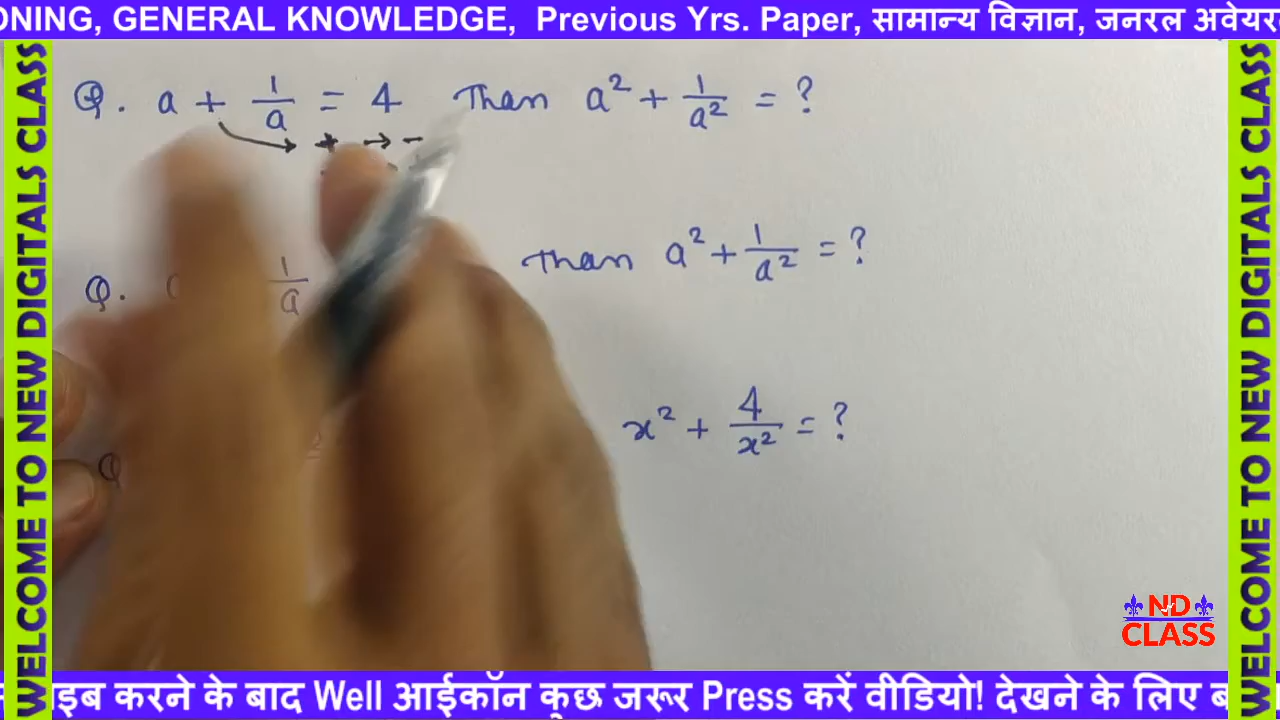 ONING, GENERAL KNOWLEDGE, Previous Yrs. Paper, सामान्य विज्ञान, जनरल अवेयर
Q. a + 1/a = 4 Than a² + 1/a² = ?
+ → -
Q. 1/a Than a² + 1/a² = ?
Q x² + 4/x² = ?
WELCOME TO NEW DIGITALS CLASS
WELCOME TO NEW DIGITALS CLASS
ND
CLASS
इब करने के बाद Well आईकॉन कुछ जरूर Press करें वीडियो! देखने के लिए ब